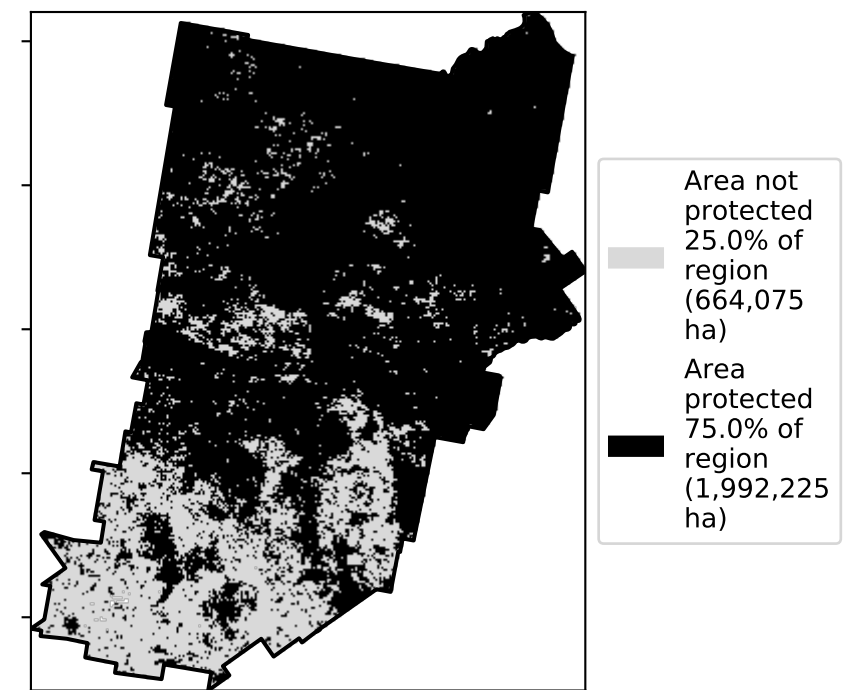 Area not
protected
25.0% of
region
(664,075
ha)
Area
protected
75.0% of
region
(1,992,225
ha)